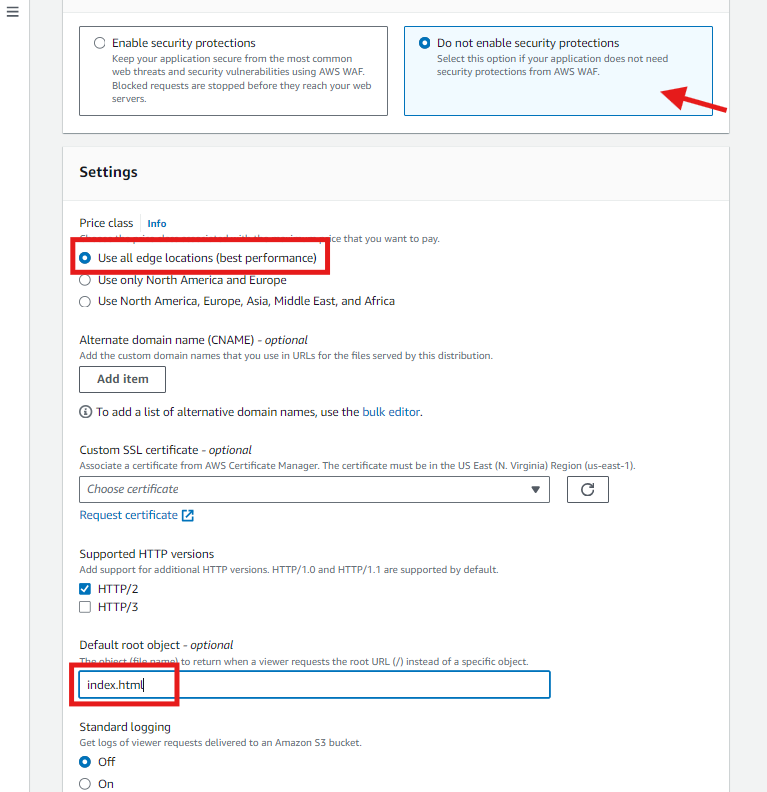 Enable security protections
Keep your application secure from the most common
web threats and security vulnerabilities using AWS WAF.
Blocked requests are stopped before they reach your web
servers.
Do not enable security protections
Select this option if your application does not need
security protections from AWS WAF.
Settings
Price class
Info
price that you want to pay.
Use all edge locations (best performance)
Use only North America and Europe
Use North America, Europe, Asia, Middle East, and Africa
Alternate domain name (CNAME) - optional
Add the custom domain names that you use in URLs for the files served by this distribution.
Add item
To add a list of alternative domain names, use the bulk editor.
Custom SSL certificate - optional
Associate a certificate from AWS Certificate Manager. The certificate must be in the US East (N. Virginia) Region (us-east-1).
Choose certificate
Request certificate
Supported HTTP versions
Add support for additional HTTP versions. HTTP/1.0 and HTTP/1.1 are supported by default.
HTTP/2
HTTP/3
Default root object - optional
The object (file name) to return when a viewer requests the root URL (/) instead of a specific object.
index.html
Standard logging
Get logs of viewer requests delivered to an Amazon S3 bucket.
Off
On